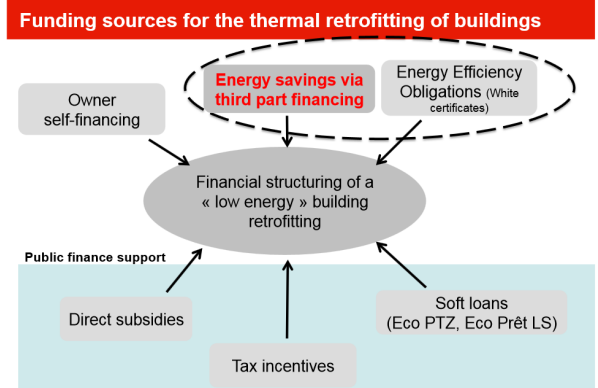 Funding sources for the thermal retrofitting of buildings
Owner
self-financing
Energy savings via
third part financing
Energy Efficiency
Obligations (White
certificates)
Financial structuring of a
« low energy » building
retrofitting
Public finance support
Direct subsidies
Tax incentives
Soft loans
(Eco PTZ, Eco Prêt LS)